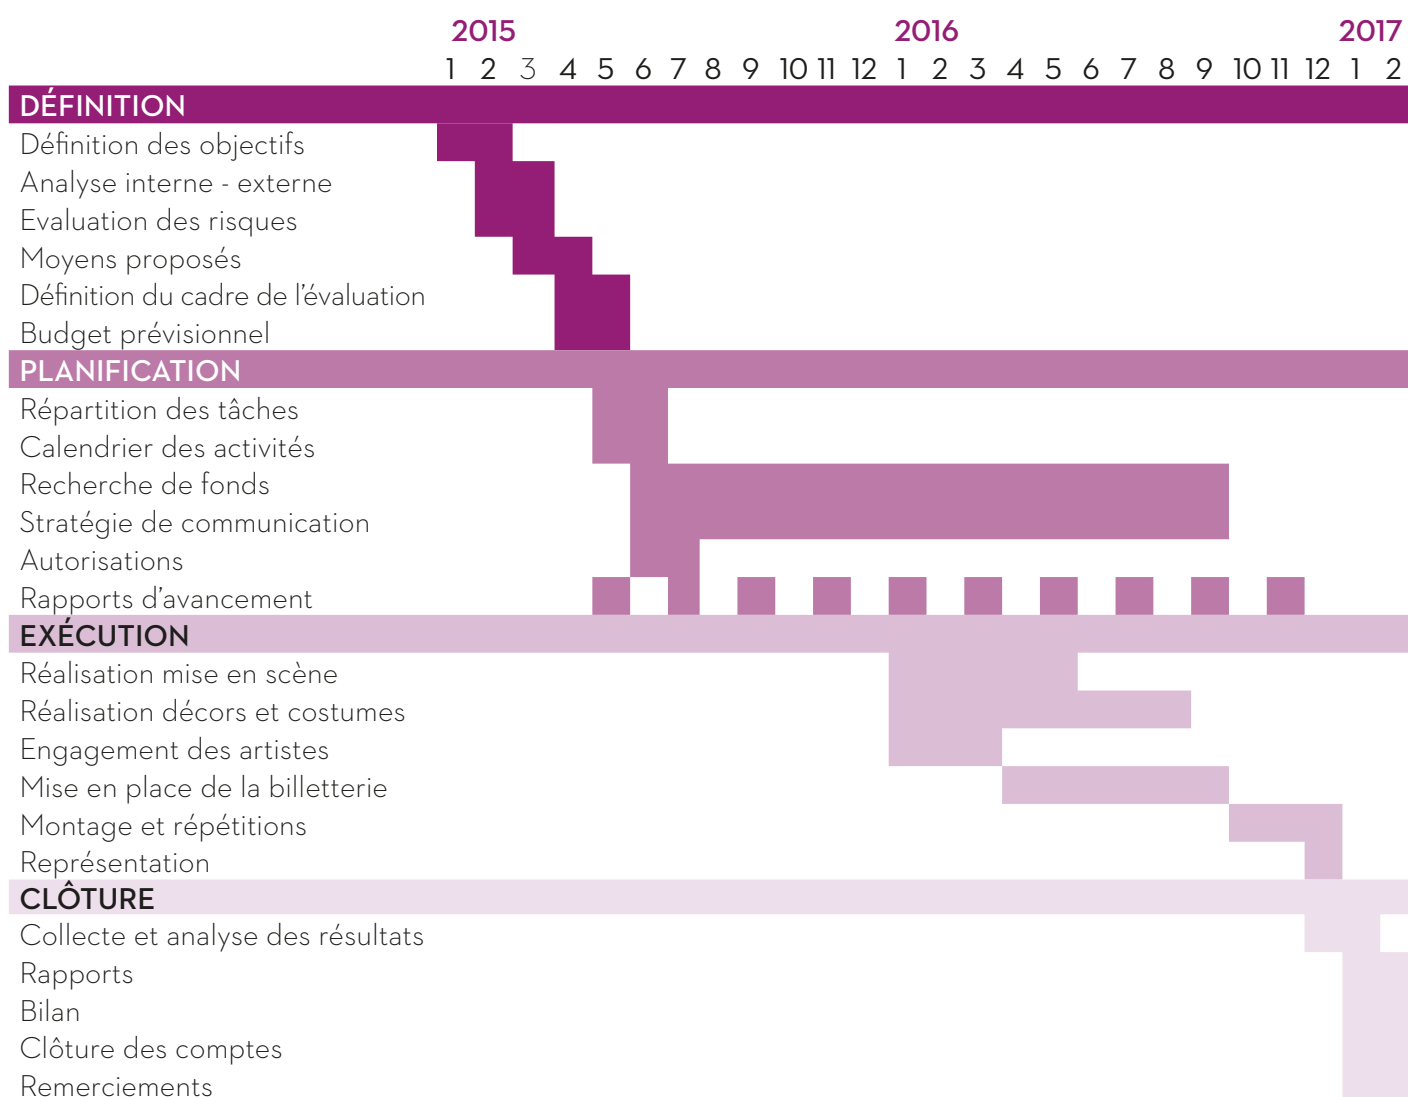 2015 2016 2017
1 2 3 4 5 6 7 8 9 10 11 12 1 2 3 4 5 6 7 8 9 10 11 12 1 2
DÉFINITION
Définition des objectifs
Analyse interne - externe
Evaluation des risques
Moyens proposés
Définition du cadre de l’évaluation
Budget prévisionnel
PLANIFICATION
Répartition des tâches
Calendrier des activités
Recherche de fonds
Stratégie de communication
Autorisations
Rapports d’avancement
EXÉCUTION
Réalisation mise en scène
Réalisation décors et costumes
Engagement des artistes
Mise en place de la billetterie
Montage et répétitions
Représentation
CLÔTURE
Collecte et analyse des résultats
Rapports
Bilan
Clôture des comptes
Remerciements